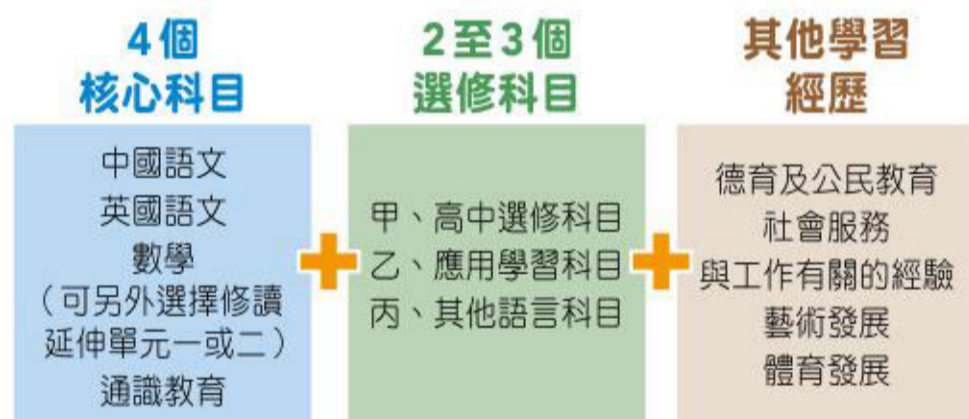 4個
核心科目
中國語文
英國語文
數學
（可另外選擇修讀
延伸單元一或二）
通識教育
2至3個
選修科目
甲、高中選修科目
乙、應用學習科目
丙、其他語言科目
其他學習
經歷
德育及公民教育
社會服務
與工作有關的經驗
藝術發展
體育發展